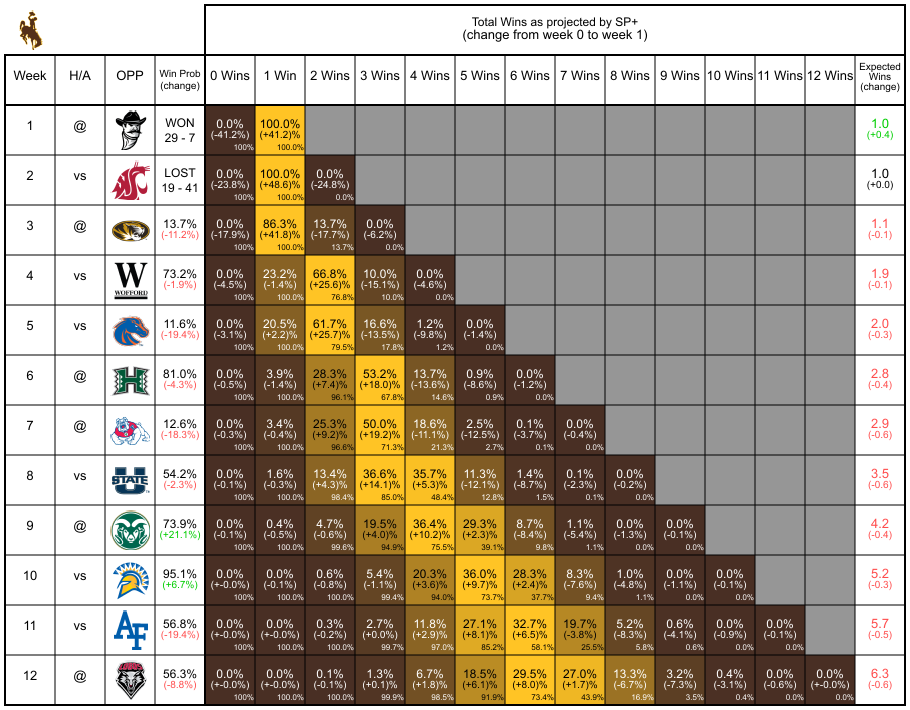 Total Wins as projected by SP+
(change from week 0 to week 1)
Week H/A OPP Win Prob (change) 0 Wins 1 Win 2 Wins 3 Wins 4 Wins 5 Wins 6 Wins 7 Wins 8 Wins 9 Wins 10 Wins 11 Wins 12 Wins Expected Wins (change)
1 @ WON 0.0% 100.0% 1.0
29 - 7 (-41.2%) (+41.2%) (+0.4)
100% 100.0%
2 vs LOST 0.0% 100.0% 0.0% 1.0
19 - 41 (-23.8%) (+48.6%) (-24.8%) (+0.0)
100% 100.0% 0.0%
3 @ 13.7% 0.0% 86.3% 13.7% 0.0% 1.1
(-11.2%) (-17.9%) (+41.8%) (-17.7%) (-6.2%) (-0.1)
100% 100.0% 13.7% 0.0%
4 vs W WOFFORD 73.2% 0.0% 23.2% 66.8% 10.0% 0.0% 1.9
(-1.9%) (-4.5%) (-1.4%) (+25.6%) (-15.1%) (-4.6%) (-0.1)
100% 100.0% 76.8% 10.0% 0.0%
5 vs 11.6% 0.0% 20.5% 61.7% 16.6% 1.2% 0.0% 2.0
(-19.4%) (-3.1%) (+2.2%) (+25.7%) (-13.5%) (-9.8%) (-1.4%) (-0.3)
100% 100.0% 79.5% 17.8% 1.2% 0.0%
6 @ H 81.0% 0.0% 3.9% 28.3% 53.2% 13.7% 0.9% 0.0% 2.8
(-4.3%) (-0.5%) (-1.4%) (+7.4)% (+18.0%) (-13.6%) (-8.6%) (-1.2%) (-0.4)
100% 100.0% 96.1% 67.8% 14.6% 0.9% 0.0%
7 @ 12.6% 0.0% 3.4% 25.3% 50.0% 18.6% 2.5% 0.1% 0.0% 2.9
(-18.3%) (-0.3%) (-0.4%) (+9.2)% (+19.2%) (-11.1%) (-12.5%) (-3.7%) (-0.4%) (-0.6)
100% 100.0% 96.6% 71.3% 21.3% 2.7% 0.1% 0.0%
8 vs U STATE 54.2% 0.0% 1.6% 13.4% 36.6% 35.7% 11.3% 1.4% 0.1% 0.0% 3.5
(-2.3%) (-0.1%) (-0.3%) (+4.3%) (+14.1%) (+5.3%) (-12.1%) (-8.7%) (-2.3%) (-0.2%) (-0.6)
100% 100.0% 98.4% 85.0% 48.4% 12.8% 1.5% 0.1% 0.0%
9 @ 73.9% 0.0% 0.4% 4.7% 19.5% 36.4% 29.3% 8.7% 1.1% 0.0% 0.0% 4.2
(+21.1%) (-0.1%) (-0.5%) (-0.6%) (+4.0)% (+10.2%) (+2.3)% (-8.4%) (-5.4%) (-1.3%) (-0.1%) (-0.4)
100% 100.0% 99.6% 94.9% 75.5% 39.1% 9.8% 1.1% 0.0% 0.0%
10 vs 95.1% 0.0% 0.0% 0.6% 5.4% 20.3% 36.0% 28.3% 8.3% 1.0% 0.0% 0.0% 5.2
(+6.7%) (+-0.0%) (-0.1%) (-0.8%) (-1.1%) (+3.6)% (+9.7%) (+2.4)% (-7.6%) (-4.8%) (-1.1%) (-0.1%) (-0.3)
100% 100.0% 100.0% 99.4% 94.0% 73.7% 37.7% 9.4% 1.1% 0.0% 0.0%
11 vs AF 56.8% 0.0% 0.0% 0.3% 2.7% 11.8% 27.1% 32.7% 19.7% 5.2% 0.6% 0.0% 0.0% 5.7
(-19.4%) (+-0.0%) (+-0.0%) (-0.2%) (+0.0%) (+2.9%) (+8.1%) (+6.5%) (-3.8%) (-8.3%) (-4.1%) (-0.9%) (-0.1%) (-0.5)
100% 100.0% 100.0% 99.7% 97.0% 85.2% 58.1% 25.5% 5.8% 0.6% 0.0% 0.0%
12 @ 56.3% 0.0% 0.0% 0.1% 1.3% 6.7% 18.5% 29.5% 27.0% 13.3% 3.2% 0.4% 0.0% 0.0% 6.3
(-8.8%) (+-0.0%) (+-0.0%) (-0.1%) (+0.1%) (+1.8%) (+6.1%) (+8.0%) (+1.7%) (-6.7%) (-7.3%) (-3.1%) (-0.6%) (+-0.0%) (-0.6)
100% 100.0% 100.0% 99.9% 98.5% 91.9% 73.4% 43.9% 16.9% 3.5% 0.4% 0.0% 0.0%